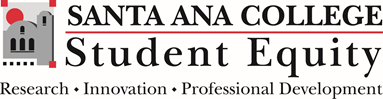 SANTA ANA COLLEGE
Student Equity
Research • Innovation • Professional Development